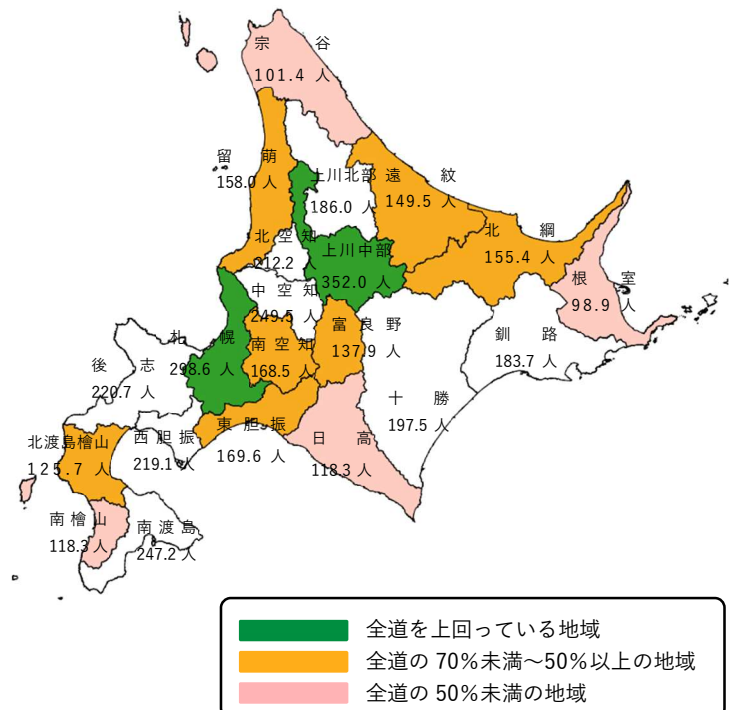 宗谷
101.4 人
留萌
158.0 人
上川北部
186.0 人
遠紋
149.5 人
北網
155.4 人
北空知
212.2 人
上川中部
352.0 人
根室
98.9 人
中空知
249.5 人
富良野
137.9 人
釧路
183.7 人
札幌
298.6 人
南空知
168.5 人
後志
220.7 人
十勝
197.5 人
東胆振
169.6 人
日高
118.3 人
西胆振
219.1 人
北渡島檜山
125.7 人
南檜山
118.3 人
南渡島
247.2 人
全道を上回っている地域
全道の 70%未満~50%以上の地域
全道の 50%未満の地域